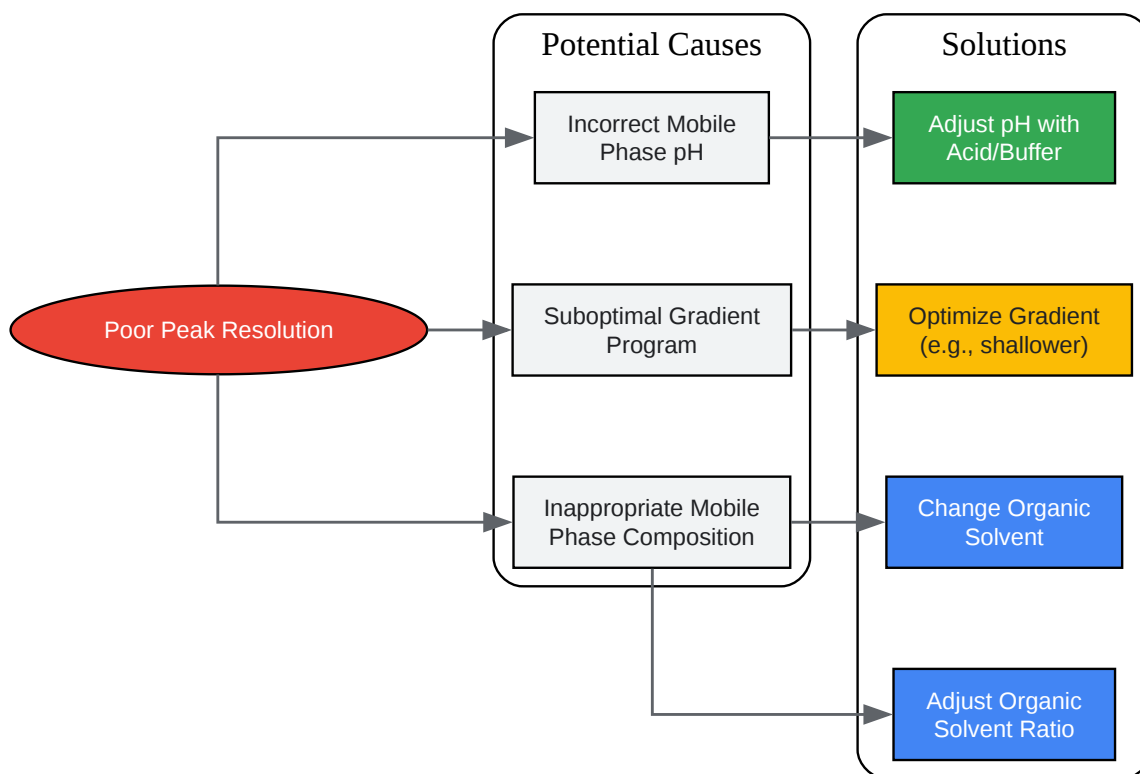 Potential Causes
Solutions
Incorrect Mobile
Phase pH
Adjust pH with
Acid/Buffer
Poor Peak Resolution
Suboptimal Gradient
Program
Optimize Gradient
(e.g., shallower)
Inappropriate Mobile
Phase Composition
Change Organic
Solvent
Adjust Organic
Solvent Ratio